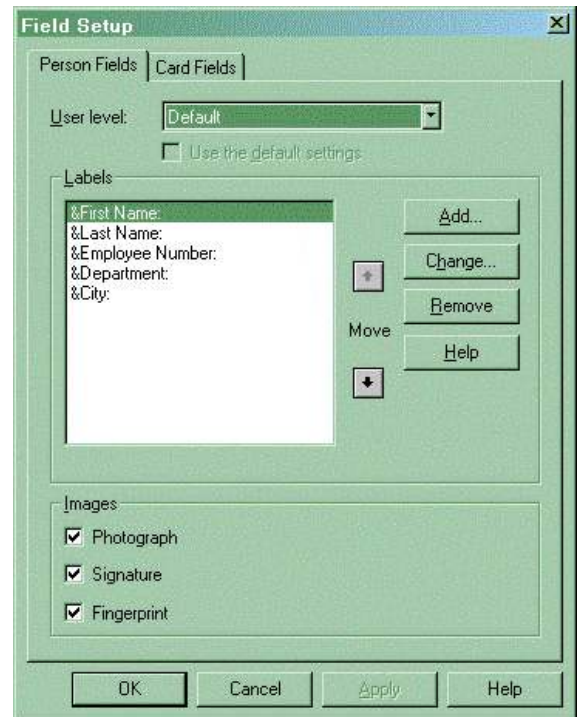 Field Setup
Person Fields Card Fields
User level: Default
Use the default settings
Labels
&First Name:
&Last Name:
&Employee Number:
&Department:
&City:
Add...
Change...
Remove
Help
Move
Images
Photograph
Signature
Fingerprint
OK Cancel Apply Help